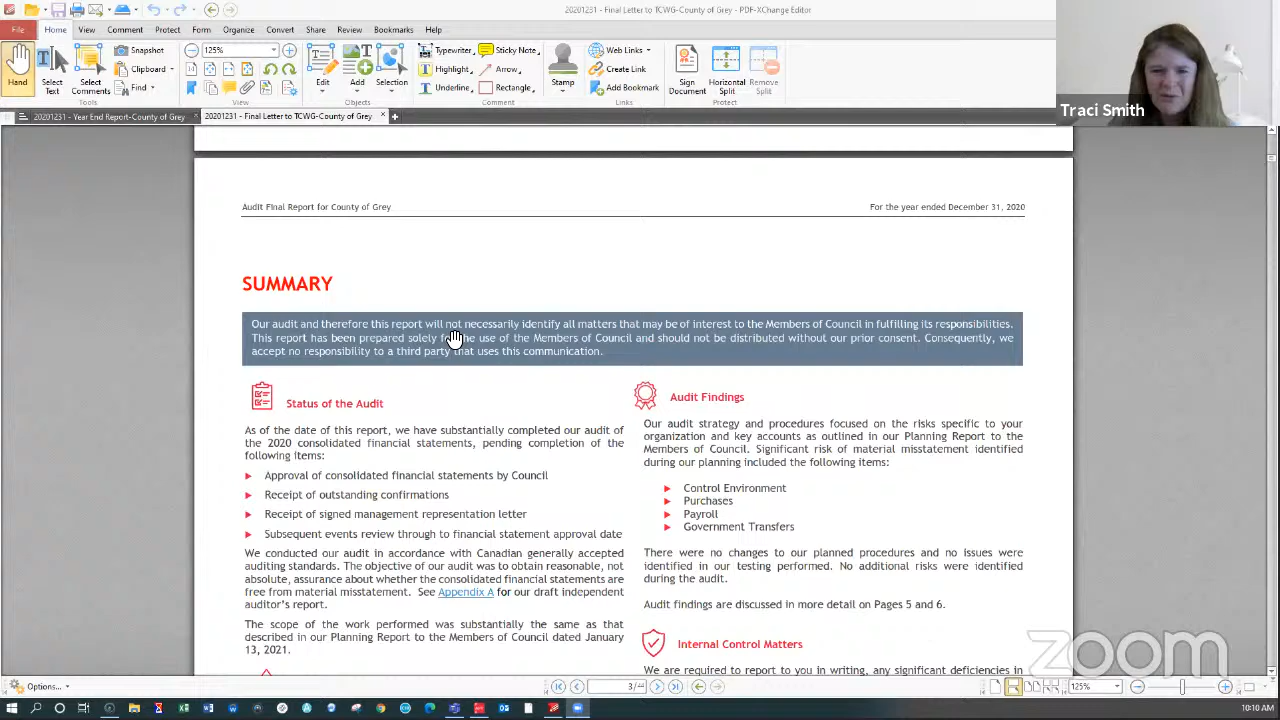 20201231 - Final Letter to TCWG-County of Grey - PDF-XChange Editor
File Home View Comment Protect Form Organize Convert Share Review Bookmarks Help
Hand
Select Text
Select Comments
Snapshot
Clipboard
Find
Tools
125%
View
Edit
Add
Selection
Objects
Typewriter
Highlight
Underline
Sticky Note
Arrow
Rectangle
Stamp
Comment
Web Links
Create Link
Add Bookmark
Links
Sign Document
Horizontal Split
Remove Split
Protect
Traci Smith
20201231 - Year End Report-County of Grey
20201231 - Final Letter to TCWG-County of Grey
Audit Final Report for County of Grey
For the year ended December 31, 2020
SUMMARY
Our audit and therefore this report will not necessarily identify all matters that may be of interest to the Members of Council in fulfilling its responsibilities.
This report has been prepared solely for the use of the Members of Council and should not be distributed without our prior consent. Consequently, we
accept no responsibility to a third party that uses this communication.
Status of the Audit
As of the date of this report, we have substantially completed our audit of
the 2020 consolidated financial statements, pending completion of the
following items:
Approval of consolidated financial statements by Council
Receipt of outstanding confirmations
Receipt of signed management representation letter
Subsequent events review through to financial statement approval date
We conducted our audit in accordance with Canadian generally accepted
auditing standards. The objective of our audit was to obtain reasonable, not
absolute, assurance about whether the consolidated financial statements are
free from material misstatement. See Appendix A for our draft independent
auditor's report.
The scope of the work performed was substantially the same as that
described in our Planning Report to the Members of Council dated January
13, 2021.
Audit Findings
Our audit strategy and procedures focused on the risks specific to your
organization and key accounts as outlined in our Planning Report to the
Members of Council. Significant risk of material misstatement identified
during our planning included the following items:
Control Environment
Purchases
Payroll
Government Transfers
There were no changes to our planned procedures and no issues were
identified in our testing performed. No additional risks were identified
during the audit.
Audit findings are discussed in more detail on Pages 5 and 6.
Internal Control Matters
We are required to report to you in writing, any significant deficiencies in
zoom
Options...
125%
10:10 AM